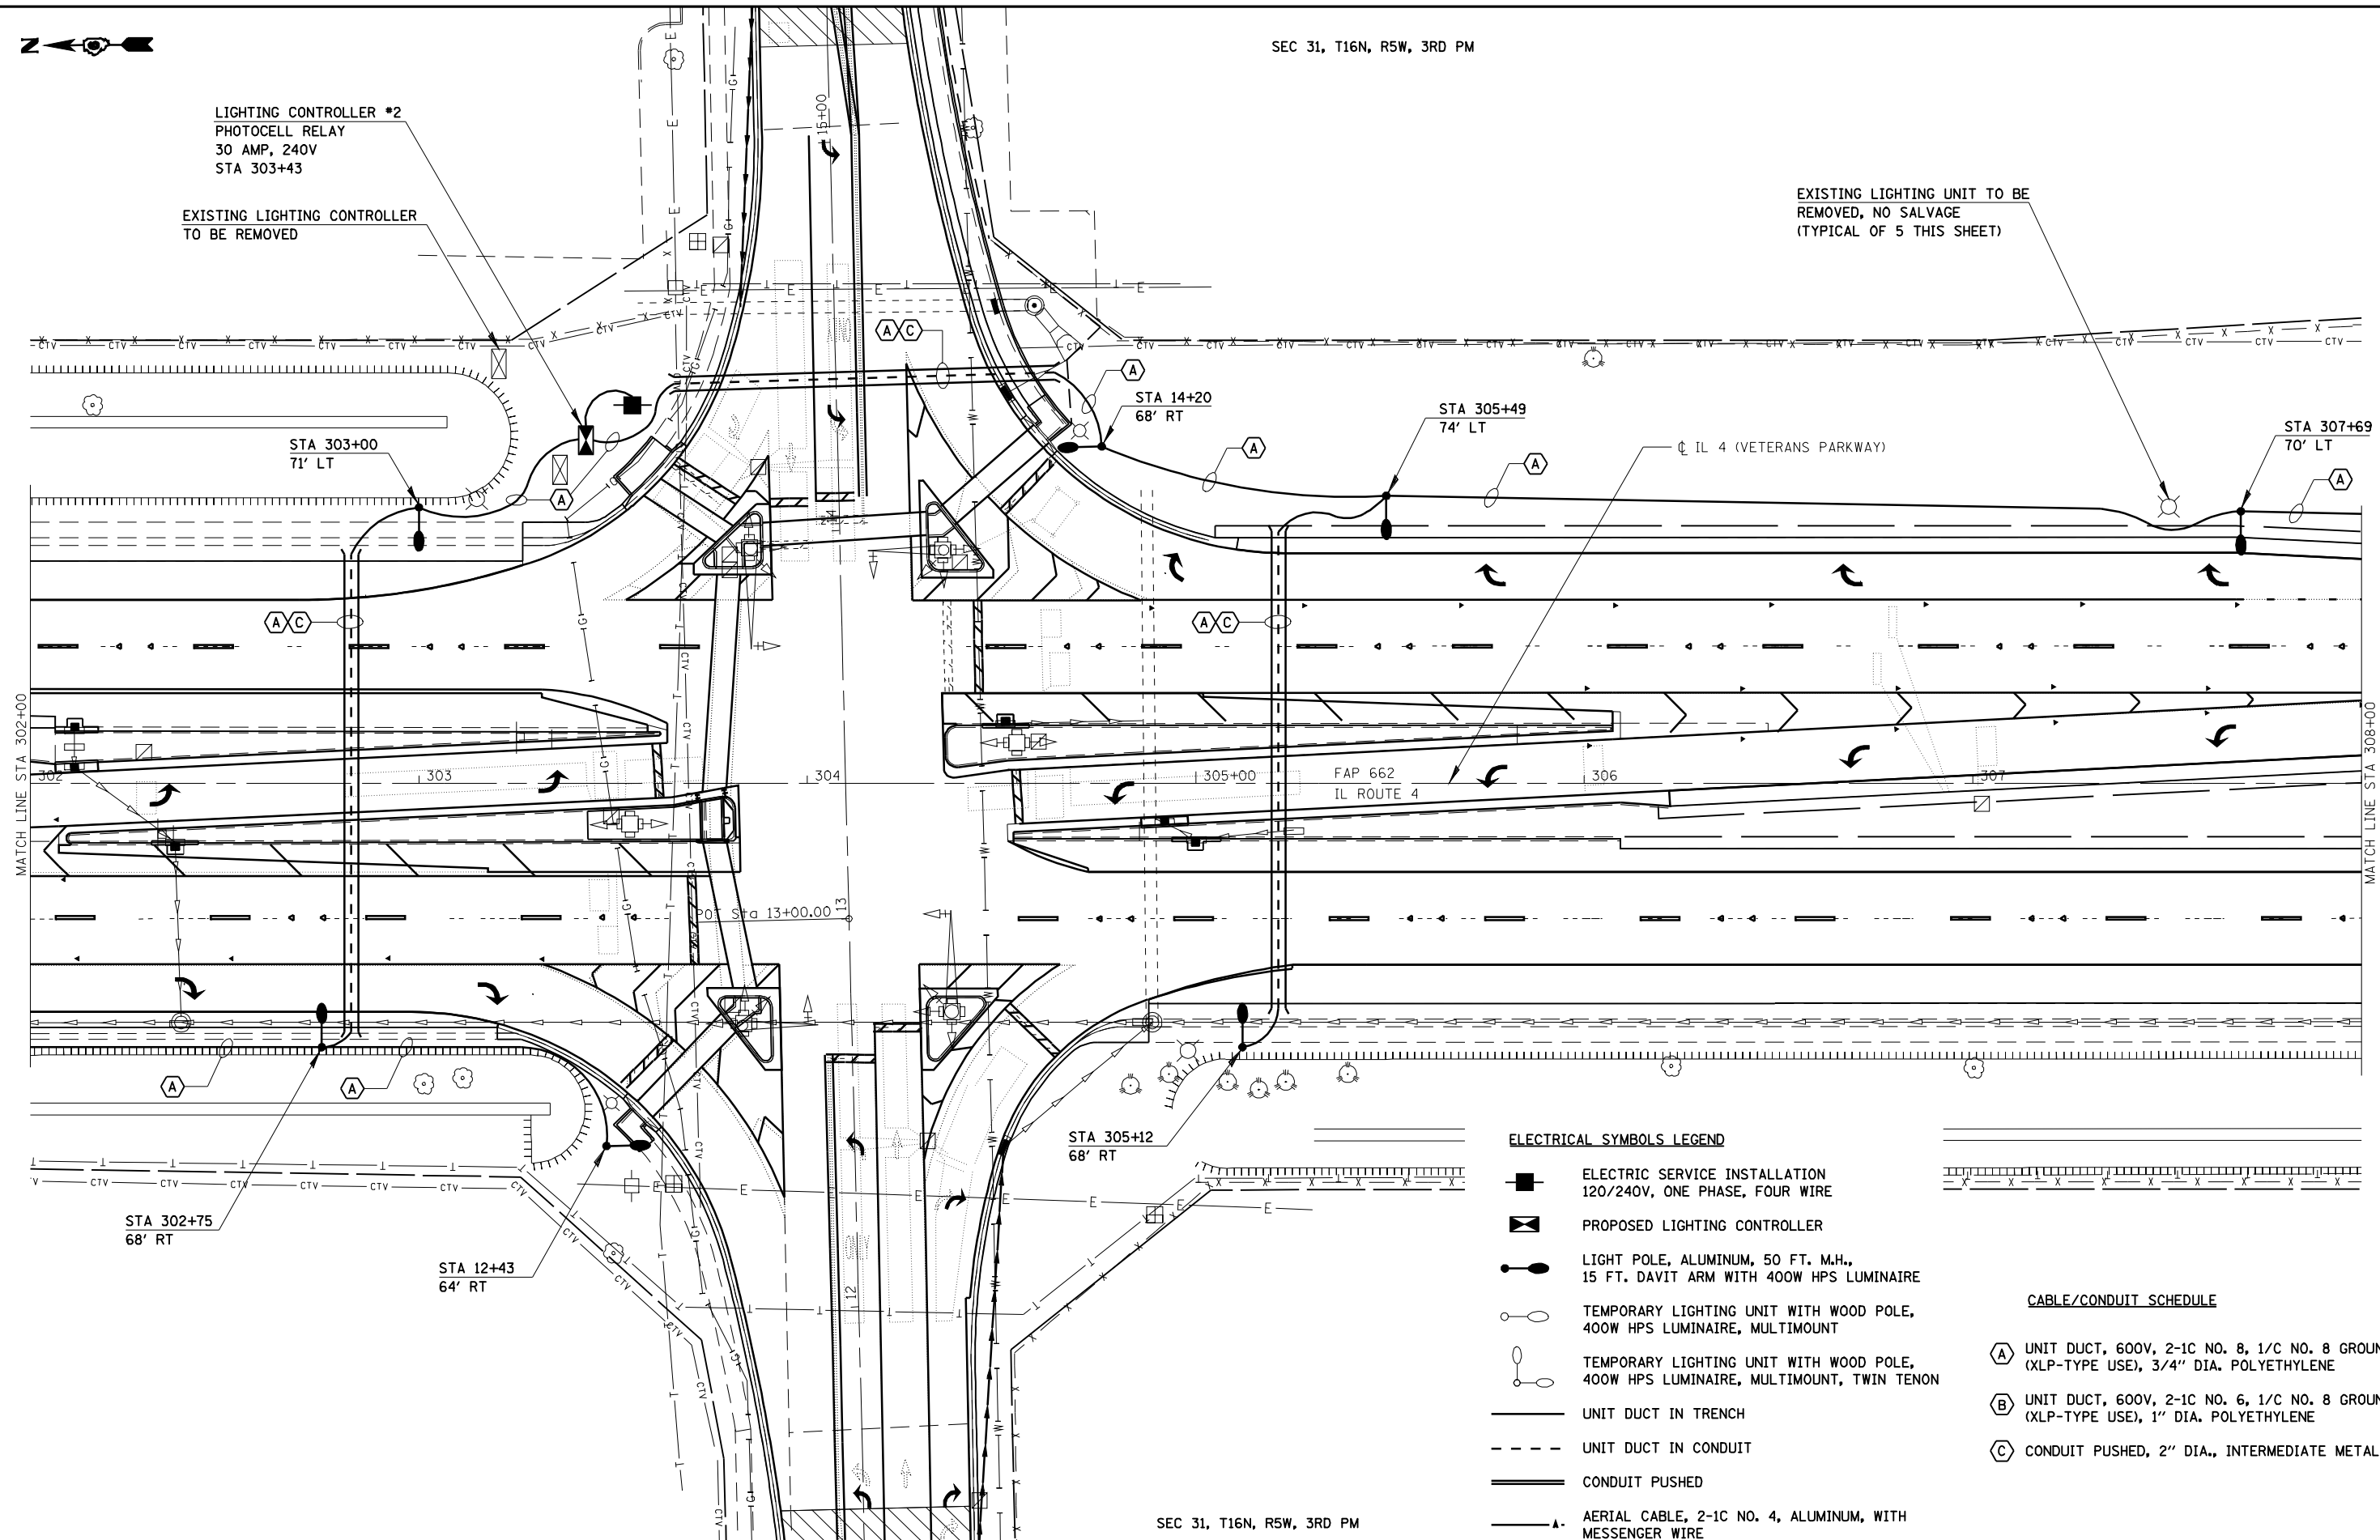 N
SEC 31, T16N, R5W, 3RD PM
LIGHTING CONTROLLER #2
PHOTOCELL RELAY
30 AMP, 240V
STA 303+43
EXISTING LIGHTING CONTROLLER
TO BE REMOVED
EXISTING LIGHTING UNIT TO BE
REMOVED, NO SALVAGE
(TYPICAL OF 5 THIS SHEET)
15+00
A C
A
STA 14+20
68' RT
STA 305+49
74' LT
STA 307+69
70' LT
℄ IL 4 (VETERANS PARKWAY)
STA 303+00
71' LT
A
A
A
A
14
A C
A C
MATCH LINE STA 302+00
MATCH LINE STA 308+00
302
303
304
305+00
306
307
FAP 662
IL ROUTE 4
POT Sta 13+00.00
13
A
A
STA 302+75
68' RT
STA 12+43
64' RT
STA 305+12
68' RT
12
ONLY
ELECTRICAL SYMBOLS LEGEND
ELECTRIC SERVICE INSTALLATION
120/240V, ONE PHASE, FOUR WIRE
PROPOSED LIGHTING CONTROLLER
LIGHT POLE, ALUMINUM, 50 FT. M.H.,
15 FT. DAVIT ARM WITH 400W HPS LUMINAIRE
TEMPORARY LIGHTING UNIT WITH WOOD POLE,
400W HPS LUMINAIRE, MULTIMOUNT
TEMPORARY LIGHTING UNIT WITH WOOD POLE,
400W HPS LUMINAIRE, MULTIMOUNT, TWIN TENON
UNIT DUCT IN TRENCH
UNIT DUCT IN CONDUIT
CONDUIT PUSHED
AERIAL CABLE, 2-1C NO. 4, ALUMINUM, WITH
MESSENGER WIRE
CABLE/CONDUIT SCHEDULE
A UNIT DUCT, 600V, 2-1C NO. 8, 1/C NO. 8 GROUN
(XLP-TYPE USE), 3/4" DIA. POLYETHYLENE
B UNIT DUCT, 600V, 2-1C NO. 6, 1/C NO. 8 GROUN
(XLP-TYPE USE), 1" DIA. POLYETHYLENE
C CONDUIT PUSHED, 2" DIA., INTERMEDIATE METAL
SEC 31, T16N, R5W, 3RD PM